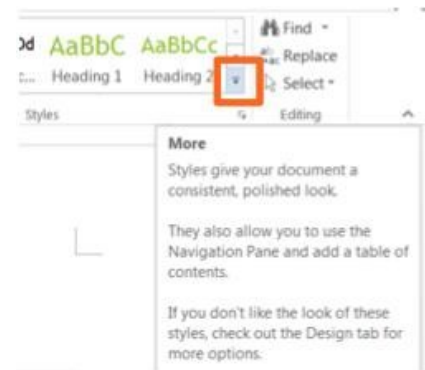 Find
od AaBbC AaBbCc
Replace
c... Heading 1 Heading 2
Select
Styles Editing
More
Styles give your document a
consistent, polished look.
They also allow you to use the
Navigation Pane and add a table of
contents.
If you don't like the look of these
styles, check out the Design tab for
more options.